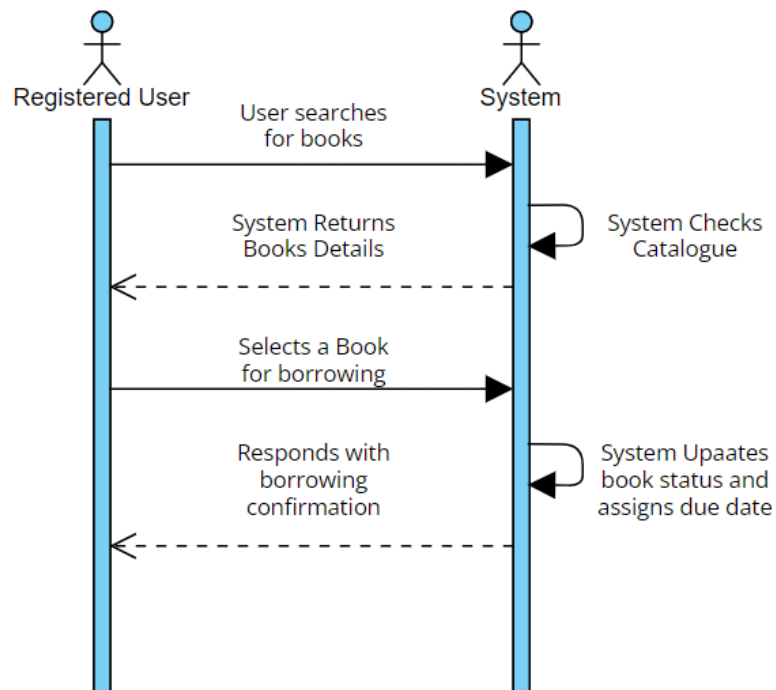 Registered User
System
User searches
for books
System Returns
Books Details
System Checks
Catalogue
Selects a Book
for borrowing
Responds with
borrowing
confirmation
System Upaates
book status and
assigns due date